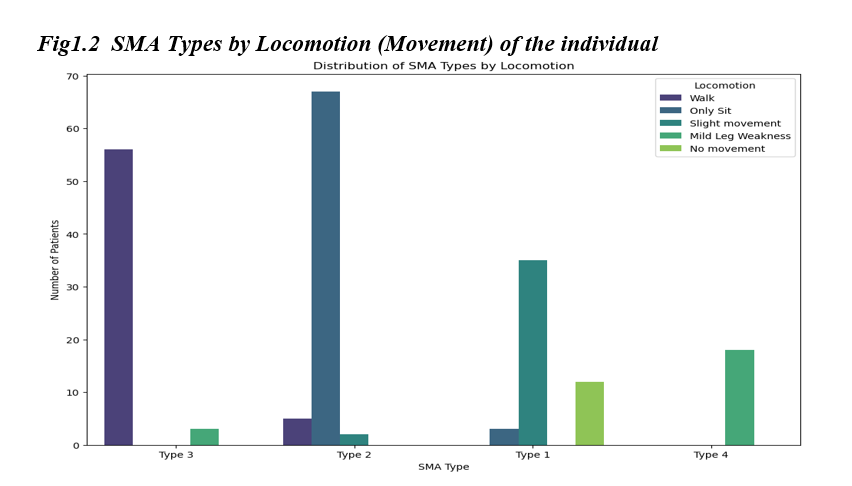 Fig1.2 SMA Types by Locomotion (Movement) of the individual
Distribution of SMA Types by Locomotion
70
60
50
40
30
20
10
0
Number of Patients
Locomotion
Walk
Only Sit
Slight movement
Mild Leg Weakness
No movement
Type 3 Type 2 Type 1 Type 4
SMA Type